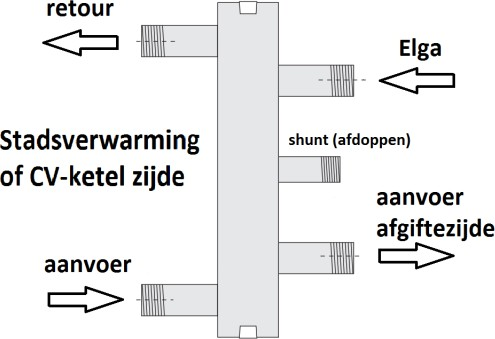 retour
Elga
Stadsverwarming
of CV-ketel zijde
shunt (afdoppen)
aanvoer
afgiftezijde
aanvoer